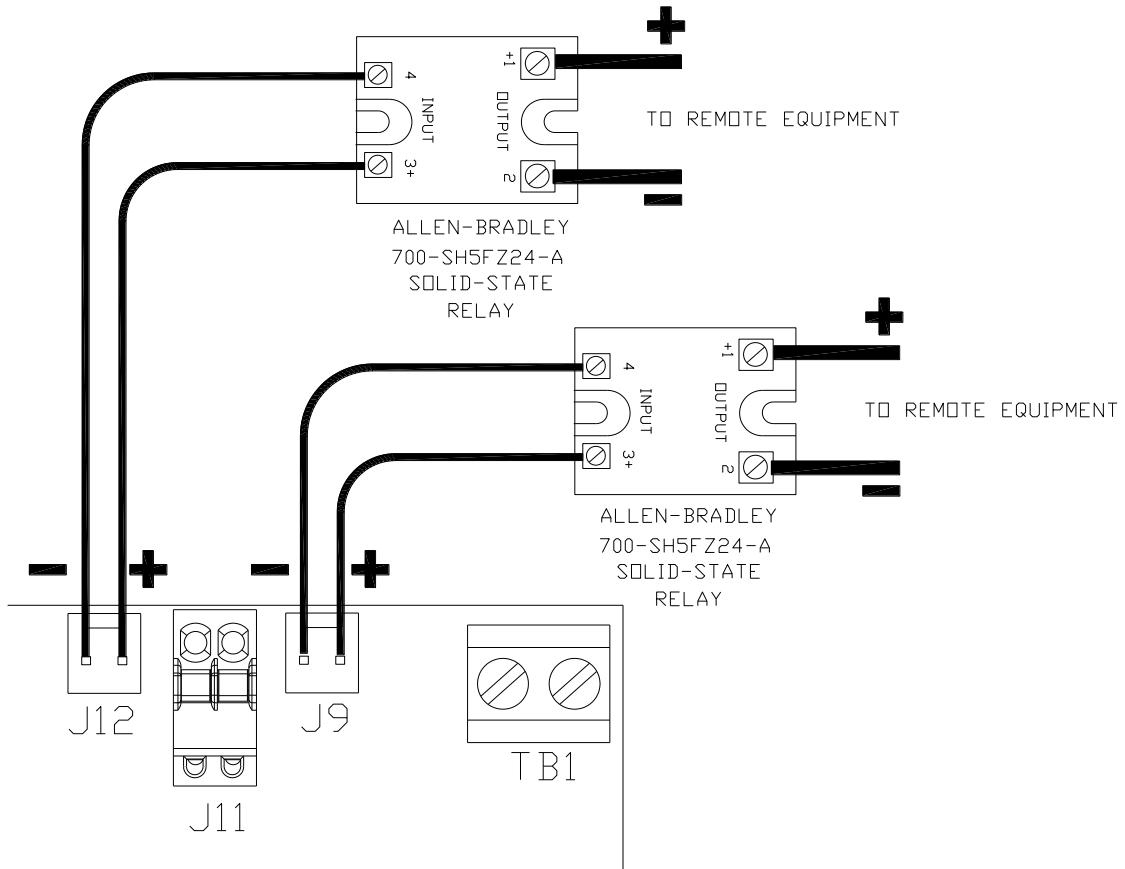 +1
4
INPUT
OUTPUT
TO REMOTE EQUIPMENT
3+
2
ALLEN-BRADLEY
700-SH5FZ24-A
SOLID-STATE
RELAY
+1
4
INPUT
OUTPUT
TO REMOTE EQUIPMENT
3+
2
ALLEN-BRADLEY
700-SH5FZ24-A
SOLID-STATE
RELAY
J12
J9
TB1
J11